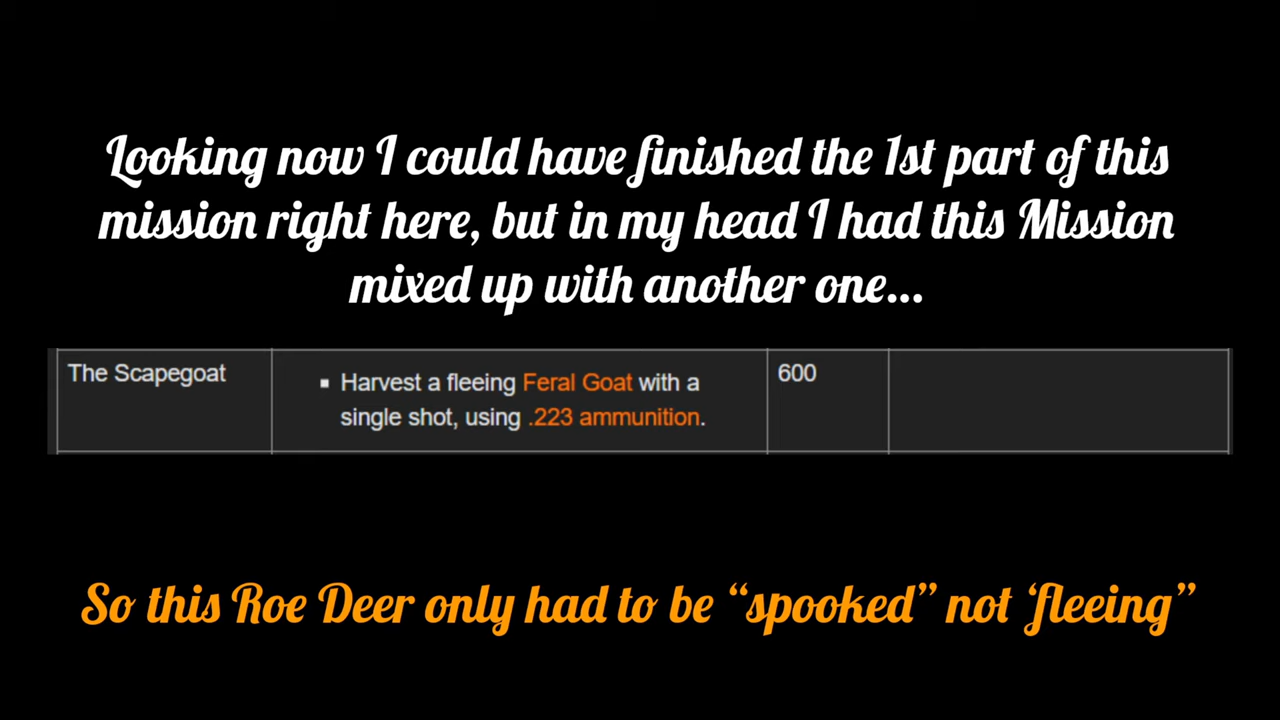 Looking now I could have finished the 1st part of this
mission right here, but in my head I had this Mission
mixed up with another one...
The Scapegoat
▪ Harvest a fleeing Feral Goat with a
single shot, using .223 ammunition.
600
So this Roe Deer only had to be “spooked” not ‘fleeing”